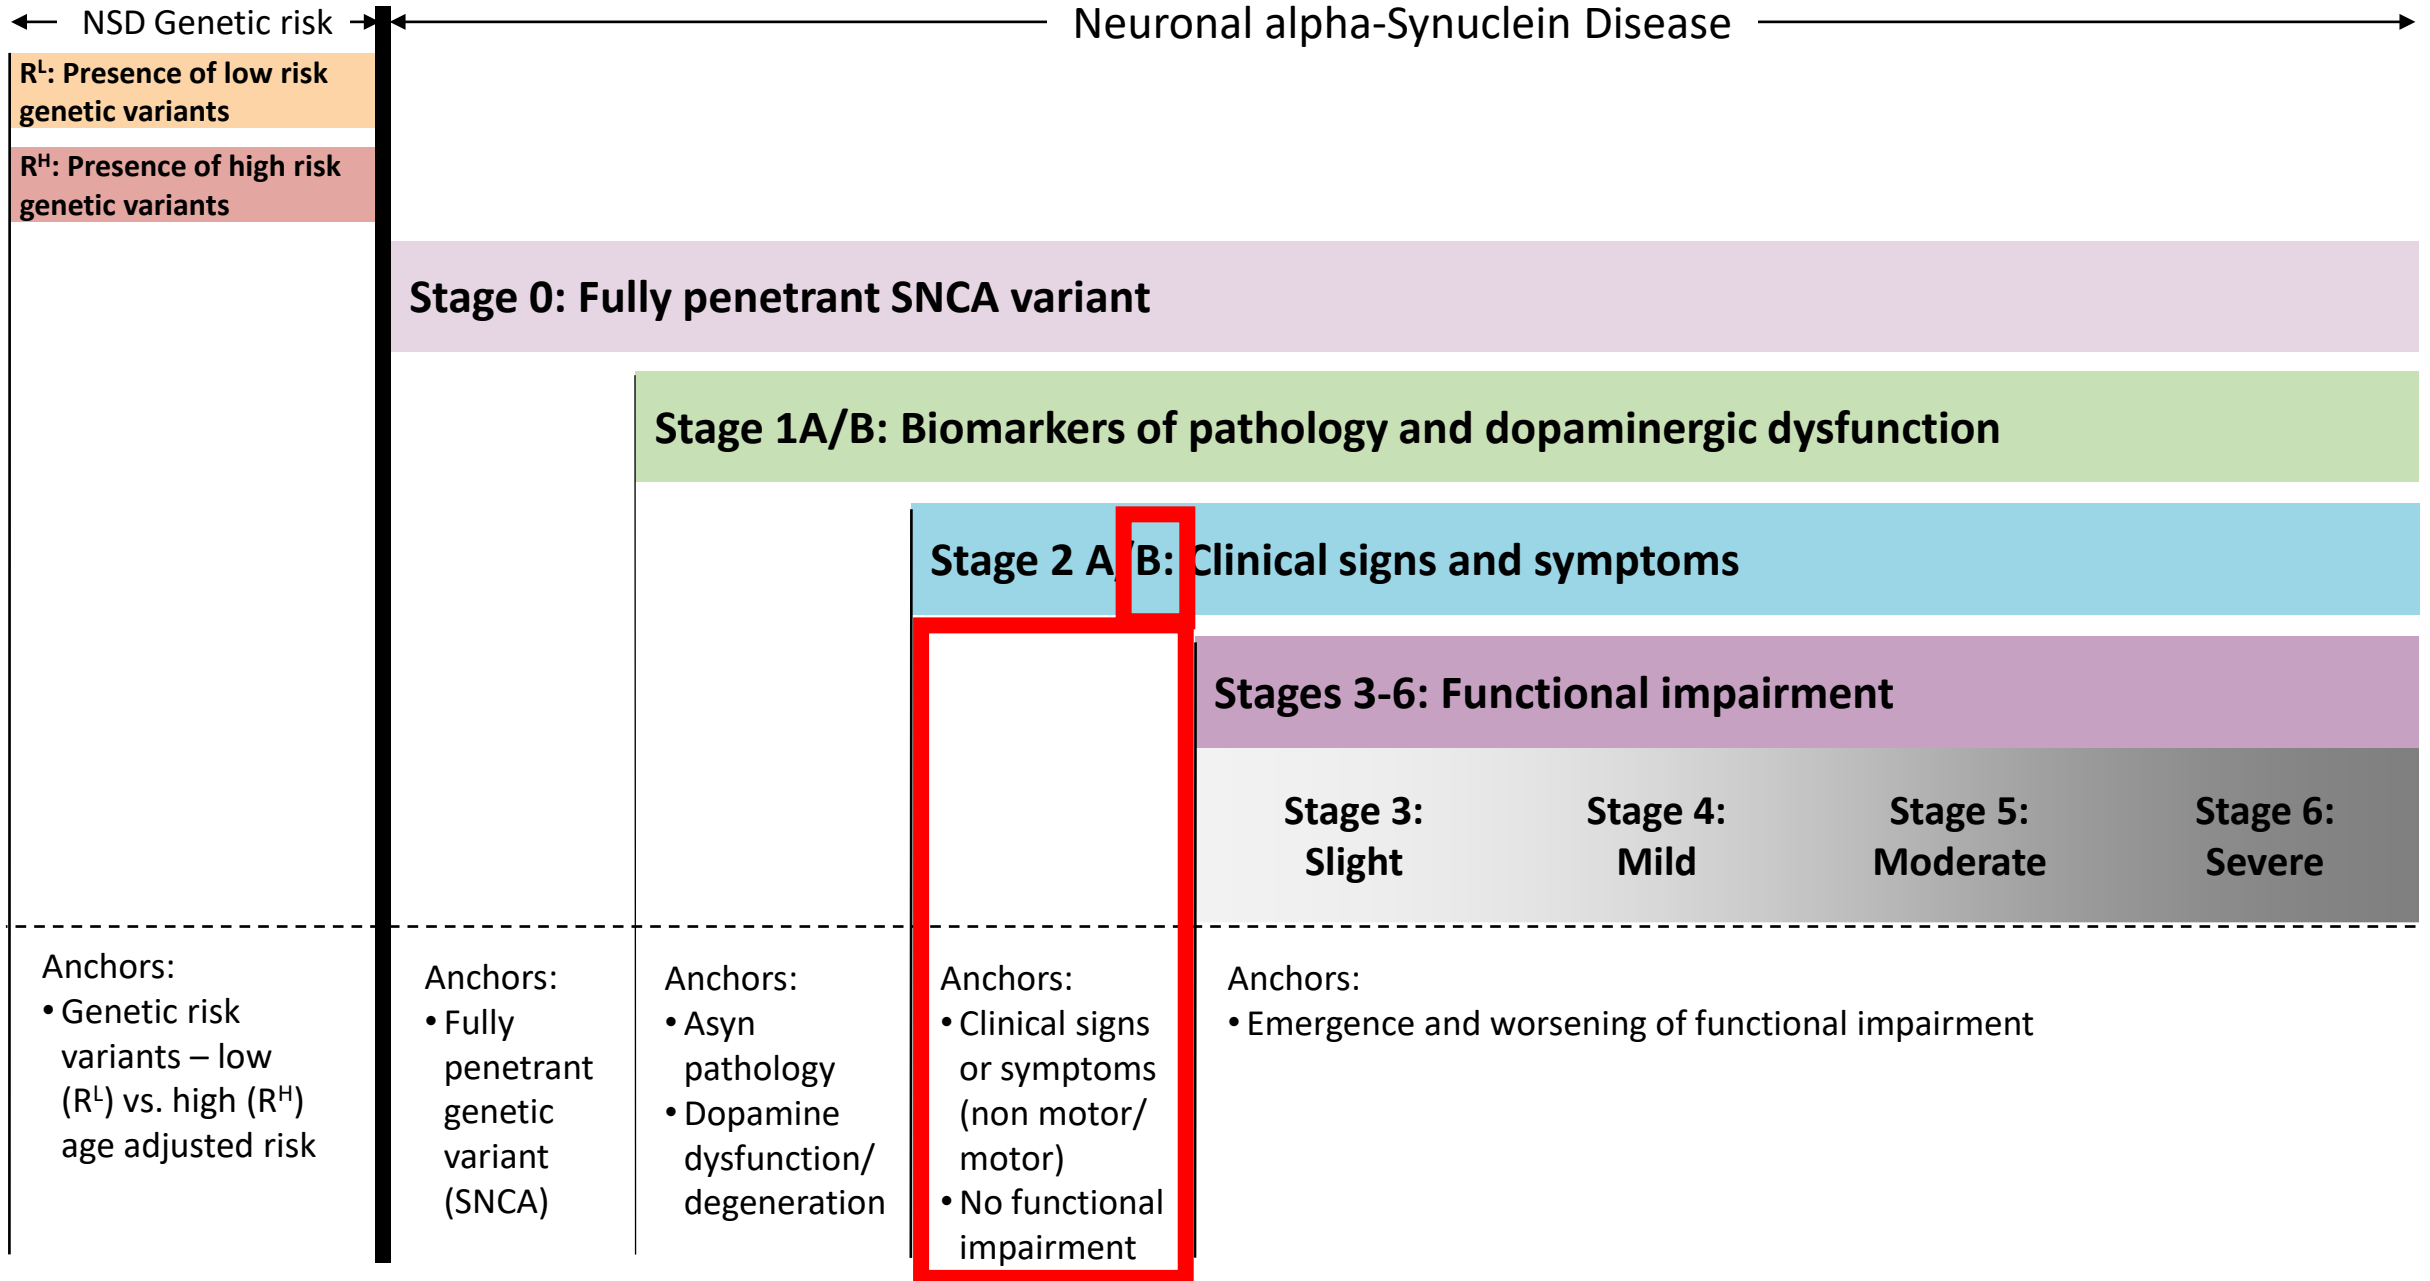 NSD Genetic risk
Neuronal alpha-Synuclein Disease
Rᴸ: Presence of low risk
genetic variants
Rᴴ: Presence of high risk
genetic variants
Stage 0: Fully penetrant SNCA variant
Stage 1A/B: Biomarkers of pathology and dopaminergic dysfunction
Stage 2 A/B: Clinical signs and symptoms
Stages 3-6: Functional impairment
Stage 3:
Slight
Stage 4:
Mild
Stage 5:
Moderate
Stage 6:
Severe
Anchors:
• Genetic risk
variants – low
(Rᴸ) vs. high (Rᴴ)
age adjusted risk
Anchors:
• Fully
penetrant
genetic
variant
(SNCA)
Anchors:
• Asyn
pathology
• Dopamine
dysfunction/
degeneration
Anchors:
• Clinical signs
or symptoms
(non motor/
motor)
• No functional
impairment
Anchors:
• Emergence and worsening of functional impairment